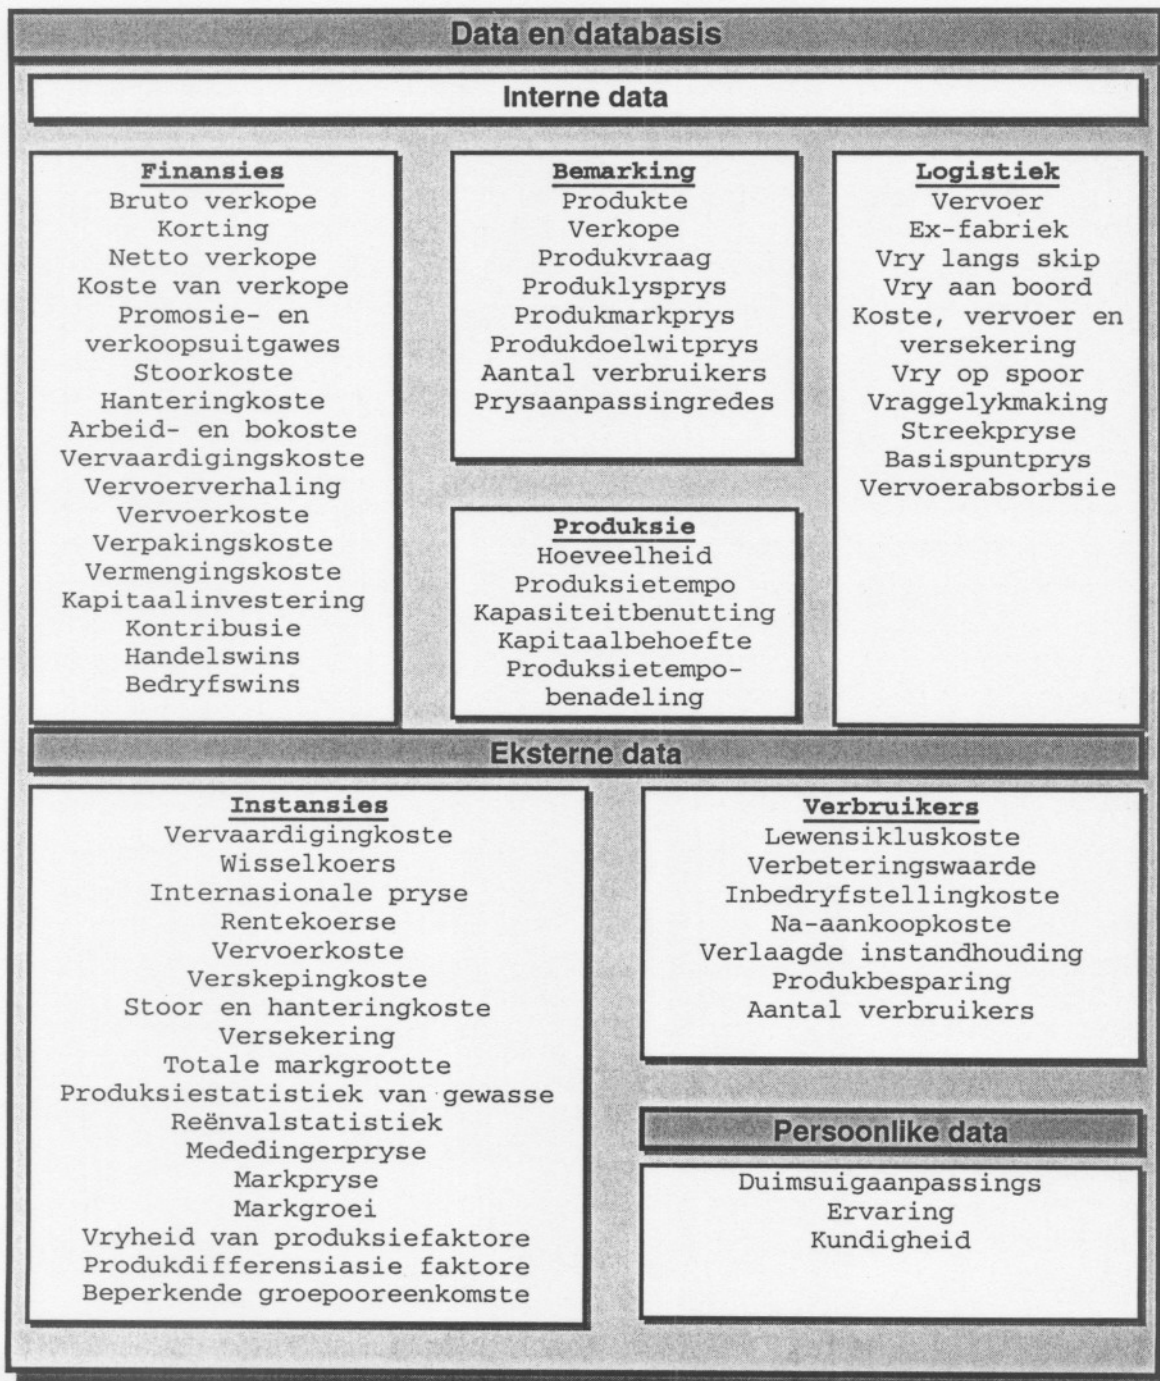 Data en databasis
Interne data
Finansies
Bruto verkope
Korting
Netto verkope
Koste van verkope
Promosie- en
verkoopsuitgawes
Stoorkoste
Hanteringkoste
Arbeid- en bokoste
Vervaardigingskoste
Vervoerverhaling
Vervoerkoste
Verpakingskoste
Vermengingskoste
Kapitaalinvestering
Kontribusie
Handelswins
Bedryfswins
Bemarking
Produkte
Verkope
Produkvraag
Produklysprys
Produkmarkprys
Produkdoelwitprys
Aantal verbruikers
Prysaanpassingredes
Produksie
Hoeveelheid
Produksietempo
Kapasiteitbenutting
Kapitaalbehoefte
Produksietempo-
benadeling
Logistiek
Vervoer
Ex-fabriek
Vry langs skip
Vry aan boord
Koste, vervoer en
versekering
Vry op spoor
Vraggelykmaking
Streekpryse
Basispuntprys
Vervoerabsorbsie
Eksterne data
Instansies
Vervaardigingkoste
Wisselkoers
Internasionale pryse
Rentekoerse
Vervoerkoste
Verskepingkoste
Stoor en hanteringkoste
Versekering
Totale markgrootte
Produksiestatistiek van gewasse
Reënvalstatistiek
Mededingerpryse
Markpryse
Markgroei
Vryheid van produksiefaktore
Produkdifferensiasie faktore
Beperkende groepooreenkomste
Verbruikers
Lewensikluskoste
Verbeteringswaarde
Inbedryfstellingkoste
Na-aankoopkoste
Verlaagde instandhouding
Produkbesparing
Aantal verbruikers
Persoonlike data
Duimsuigaanpassings
Ervaring
Kundigheid